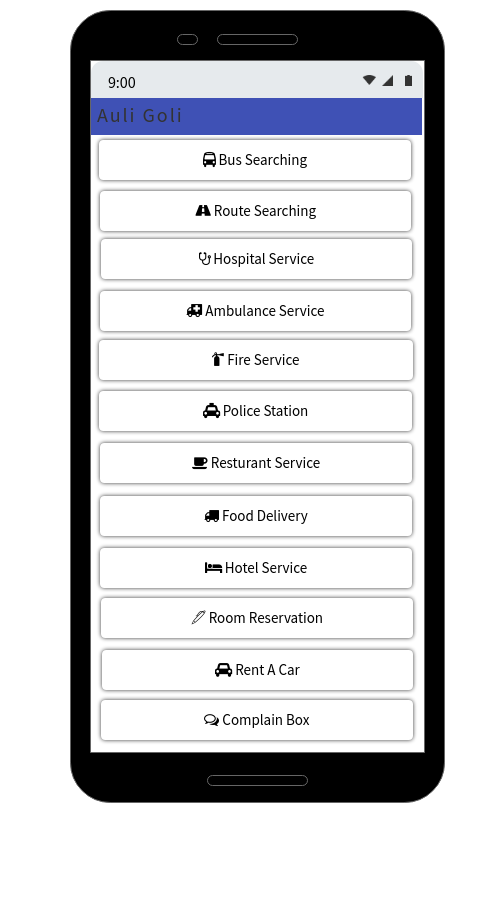 9:00
Auli Goli
Bus Searching
Route Searching
Hospital Service
Ambulance Service
Fire Service
Police Station
Resturant Service
Food Delivery
Hotel Service
Room Reservation
Rent A Car
Complain Box